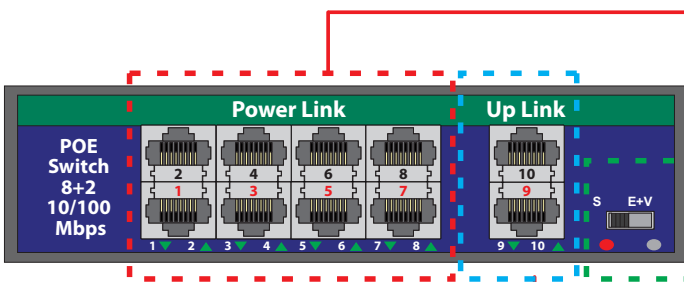 Power Link
Up Link
POE
Switch
8+2
10/100
Mbps
2 4 6 8 10
1 3 5 7 9
S E+V
1 2 3 4 5 6 7 8 9 10